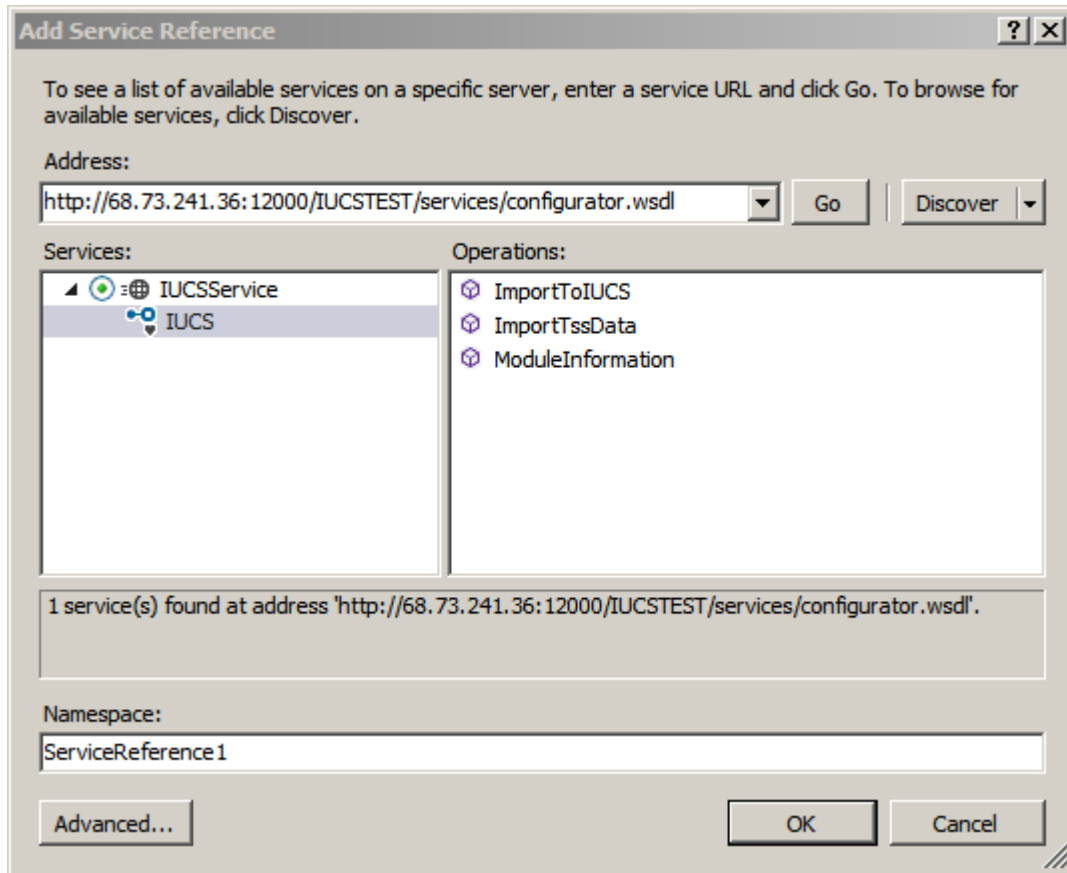 Add Service Reference
To see a list of available services on a specific server, enter a service URL and click Go. To browse for
available services, click Discover.
Address:
http://68.73.241.36:12000/IUCSTEST/services/configurator.wsdl
Go
Discover
Services:
Operations:
IUCSService
IUCS
ImportToIUCS
ImportTssData
ModuleInformation
1 service(s) found at address 'http://68.73.241.36:12000/IUCSTEST/services/configurator.wsdl'.
Namespace:
ServiceReference1
Advanced...
OK
Cancel